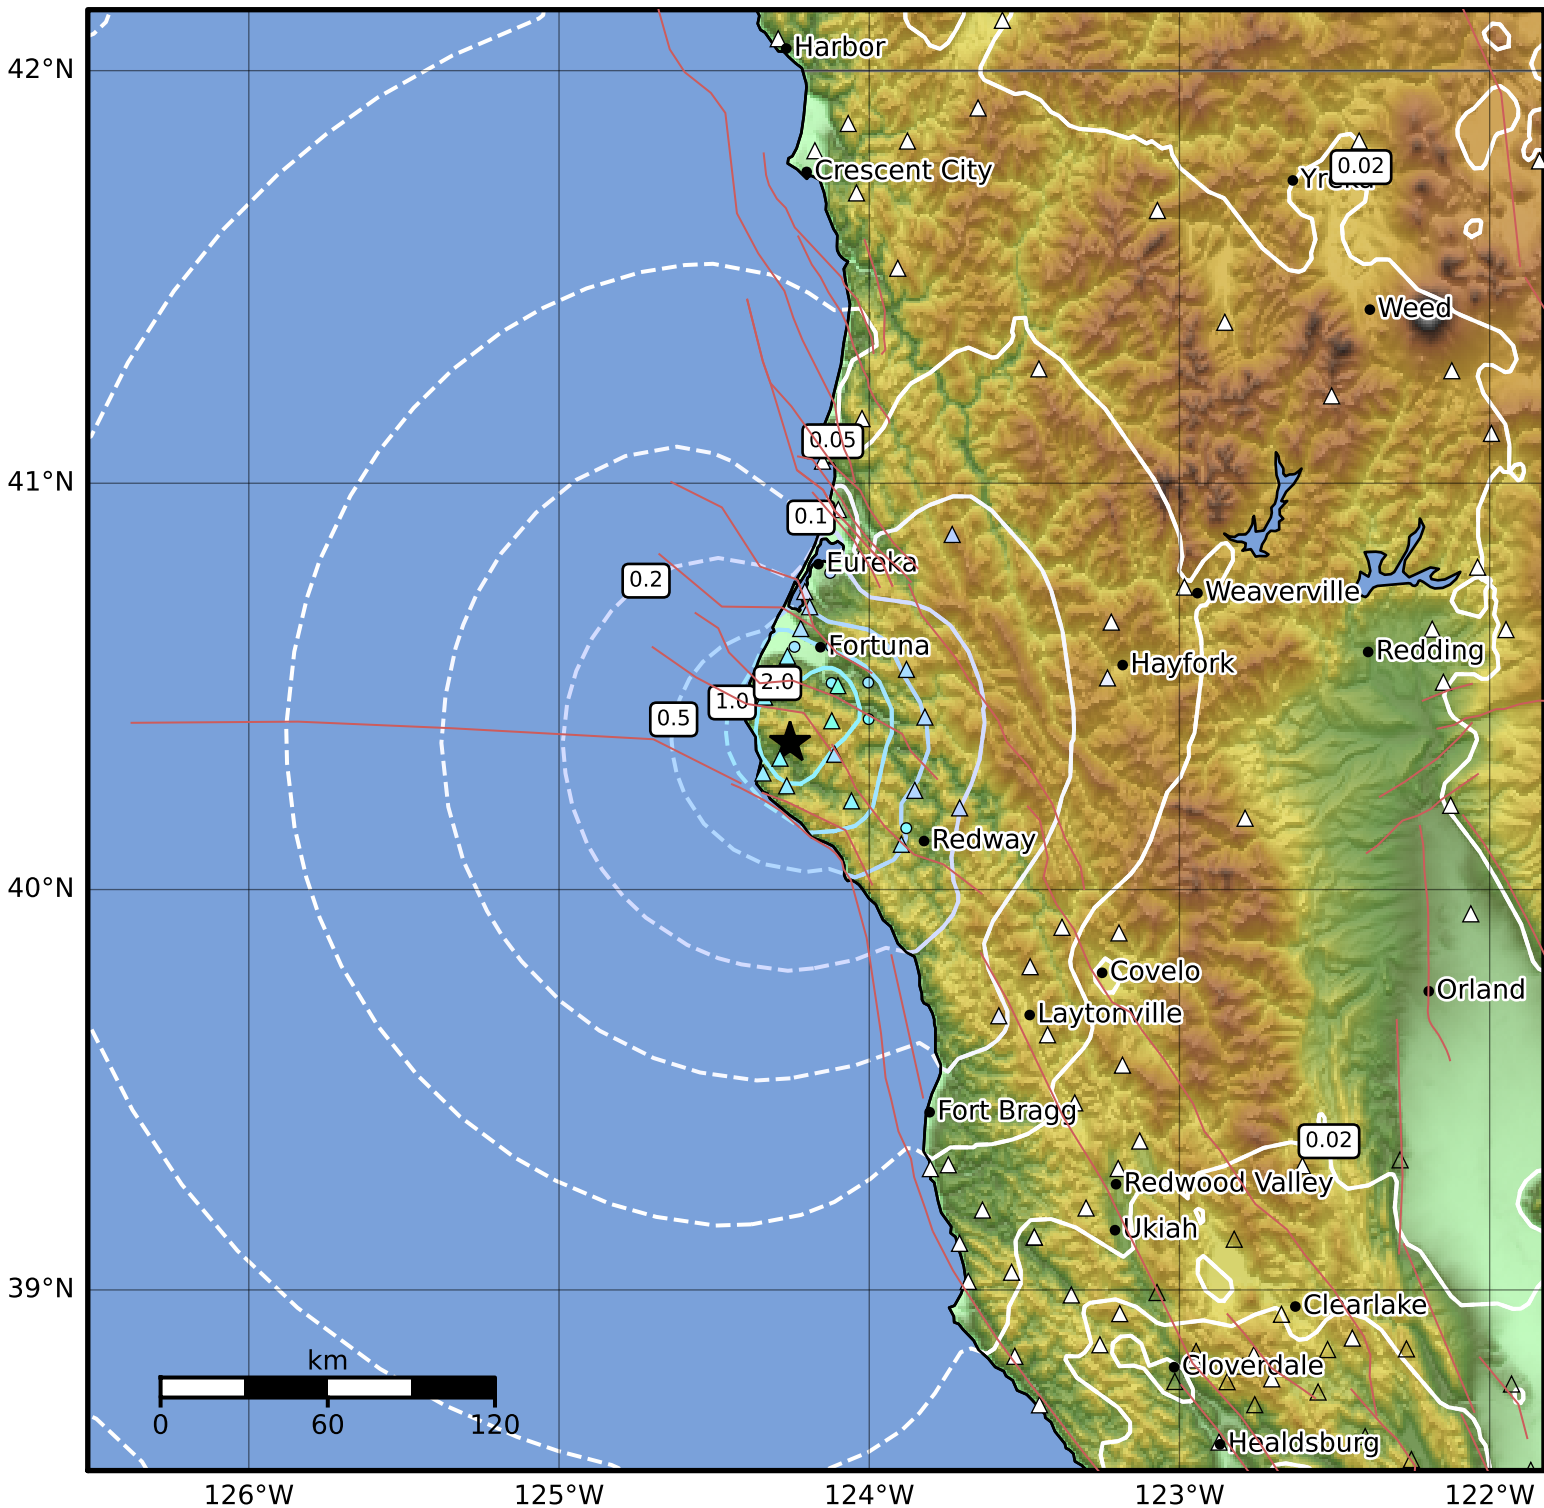 Harbor
42°N
Crescent City
0.02
Weed
0.05
41°N
0.1
Eureka
0.2
Weaverville
Fortuna
Redding
Hayfork
2.0
1.0
0.5
Redway
40°N
Covelo
Orland
Laytonville
Fort Bragg
0.02
Redwood Valley
Ukiah
39°N
Clearlake
km
Cloverdale
0 60 120
Healdsburg
126°W 125°W 124°W 123°W 122°W